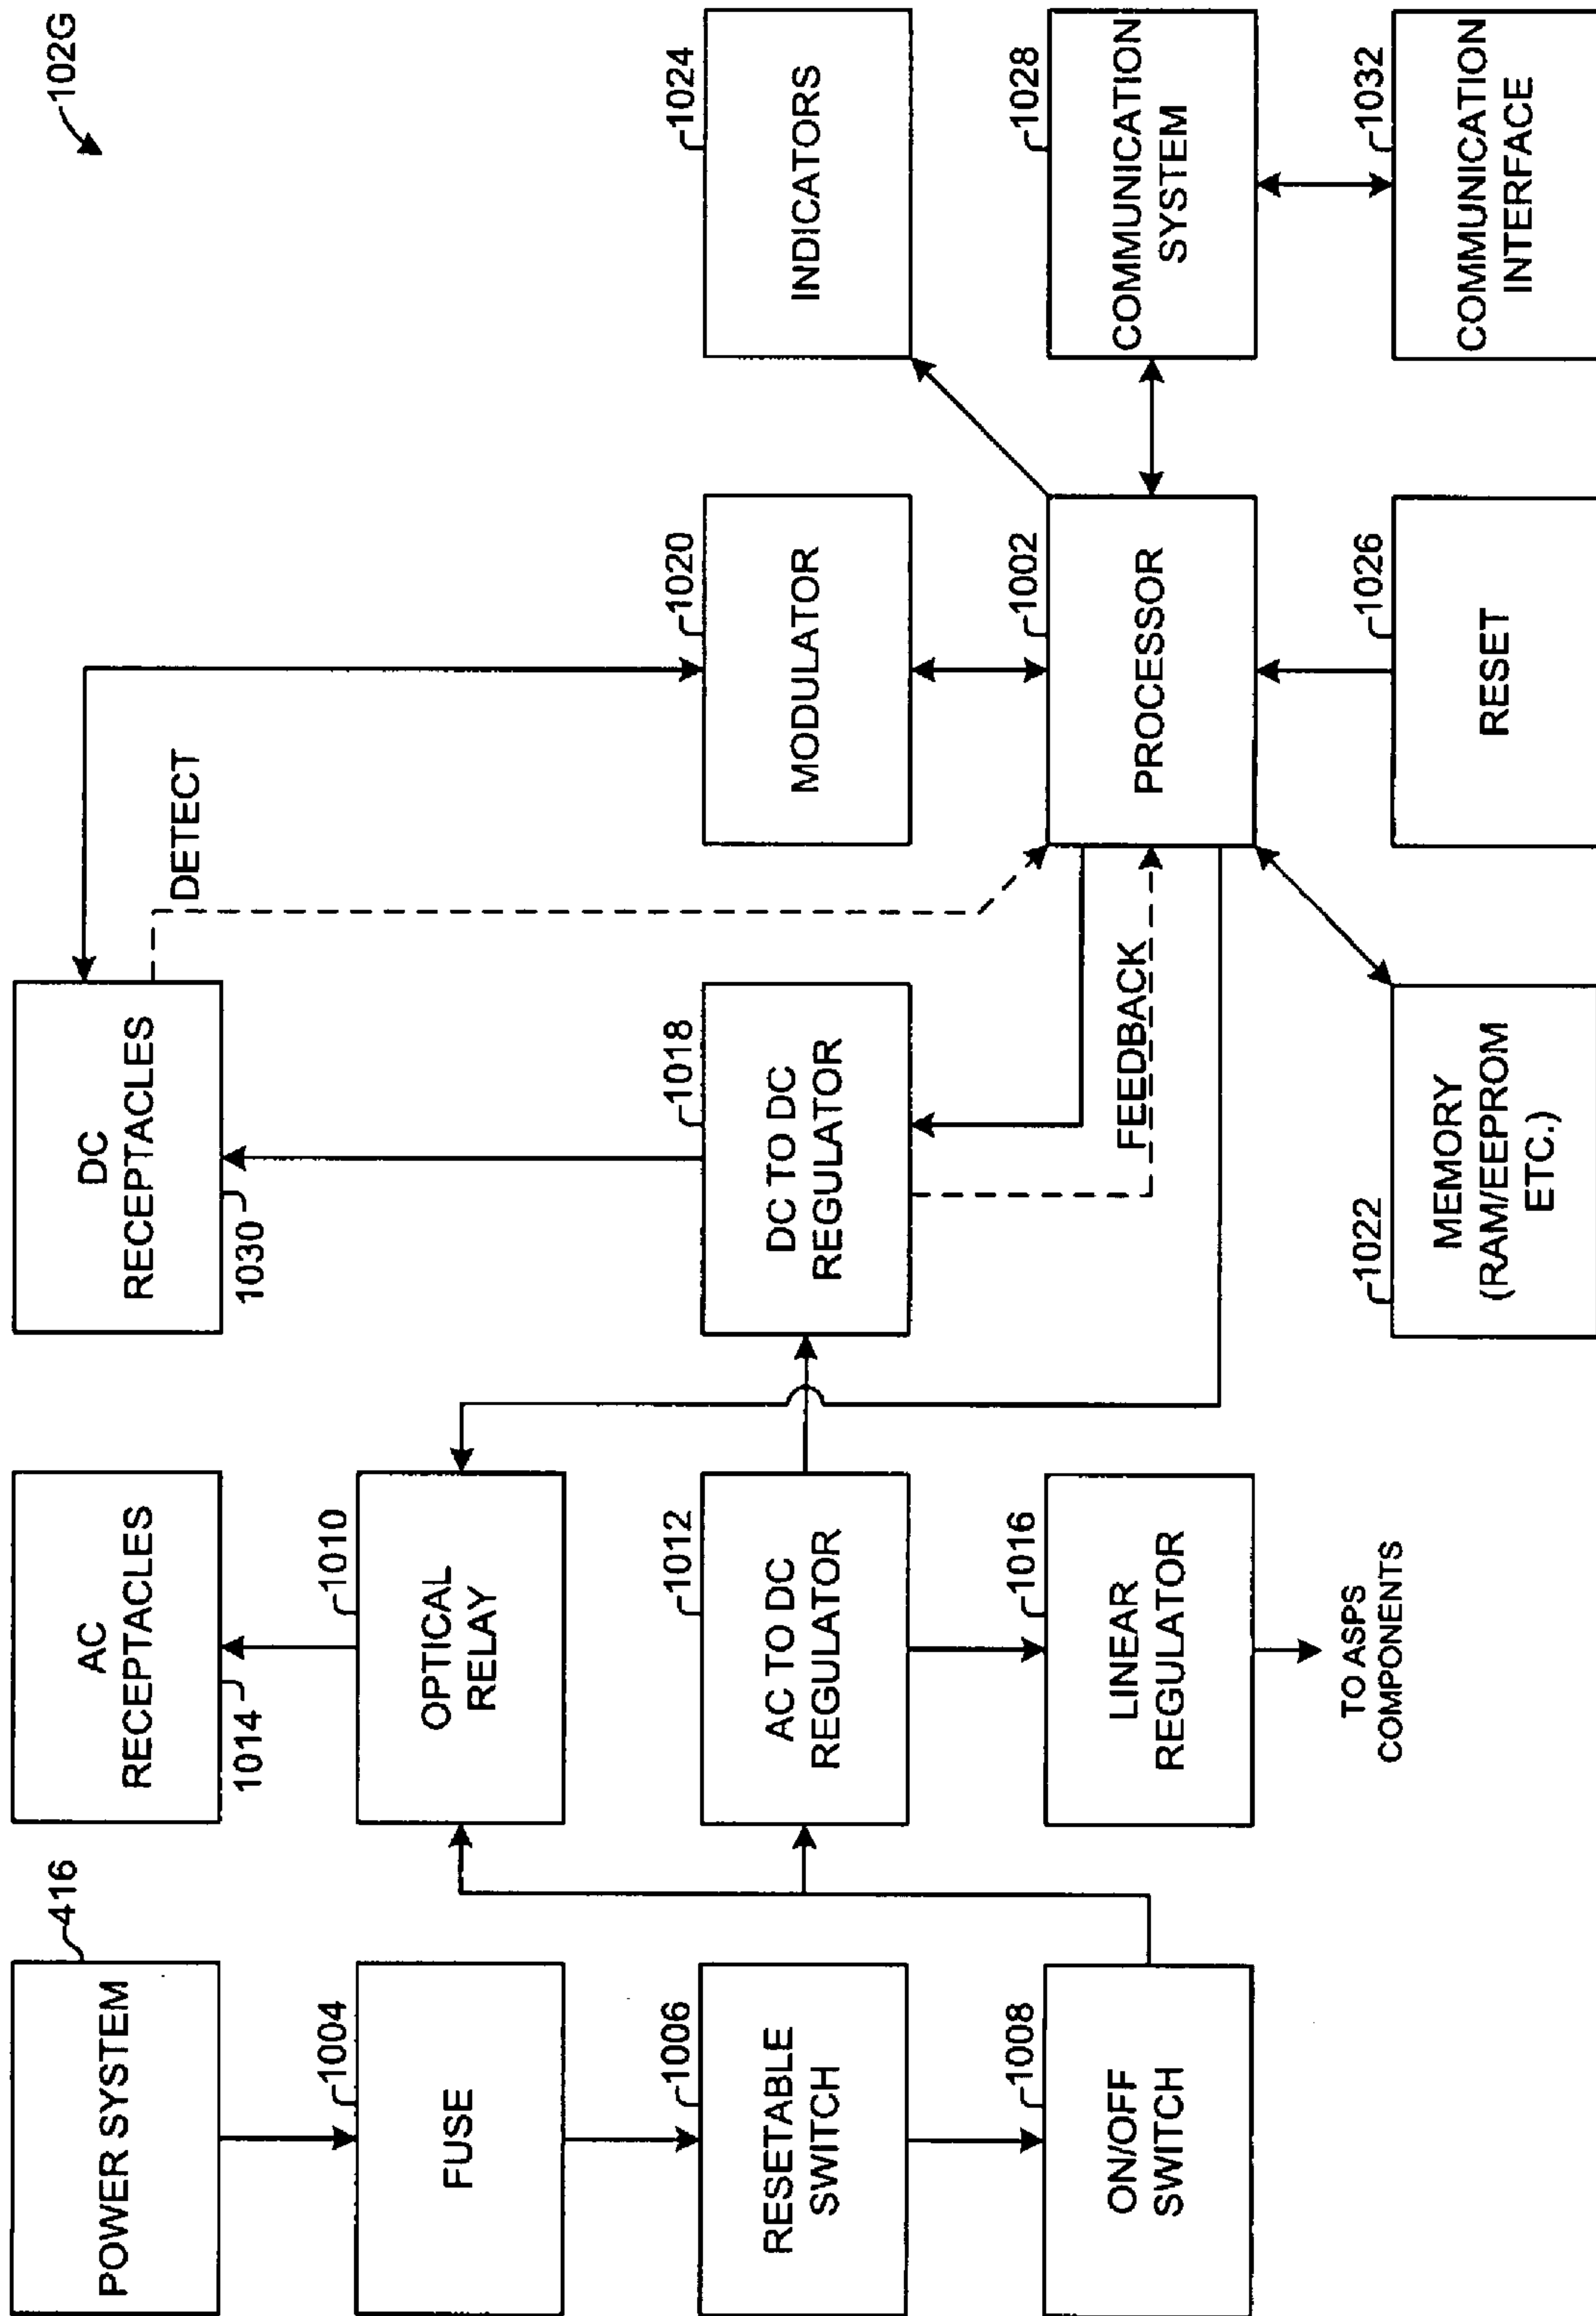 102G
POWER SYSTEM
416
FUSE
1004
RESETABLE
SWITCH
1006
ON/OFF
SWITCH
1008
AC
RECEPTACLES
1014
OPTICAL
RELAY
1010
AC TO DC
REGULATOR
1012
LINEAR
REGULATOR
1016
TO ASPS
COMPONENTS
DC
RECEPTACLES
1030
DETECT
DC TO DC
REGULATOR
1018
FEEDBACK
MEMORY
(RAM/EEPROM
ETC.)
1022
MODULATOR
1020
PROCESSOR
1002
RESET
1026
INDICATORS
1024
COMMUNICATION
SYSTEM
1028
COMMUNICATION
INTERFACE
1032